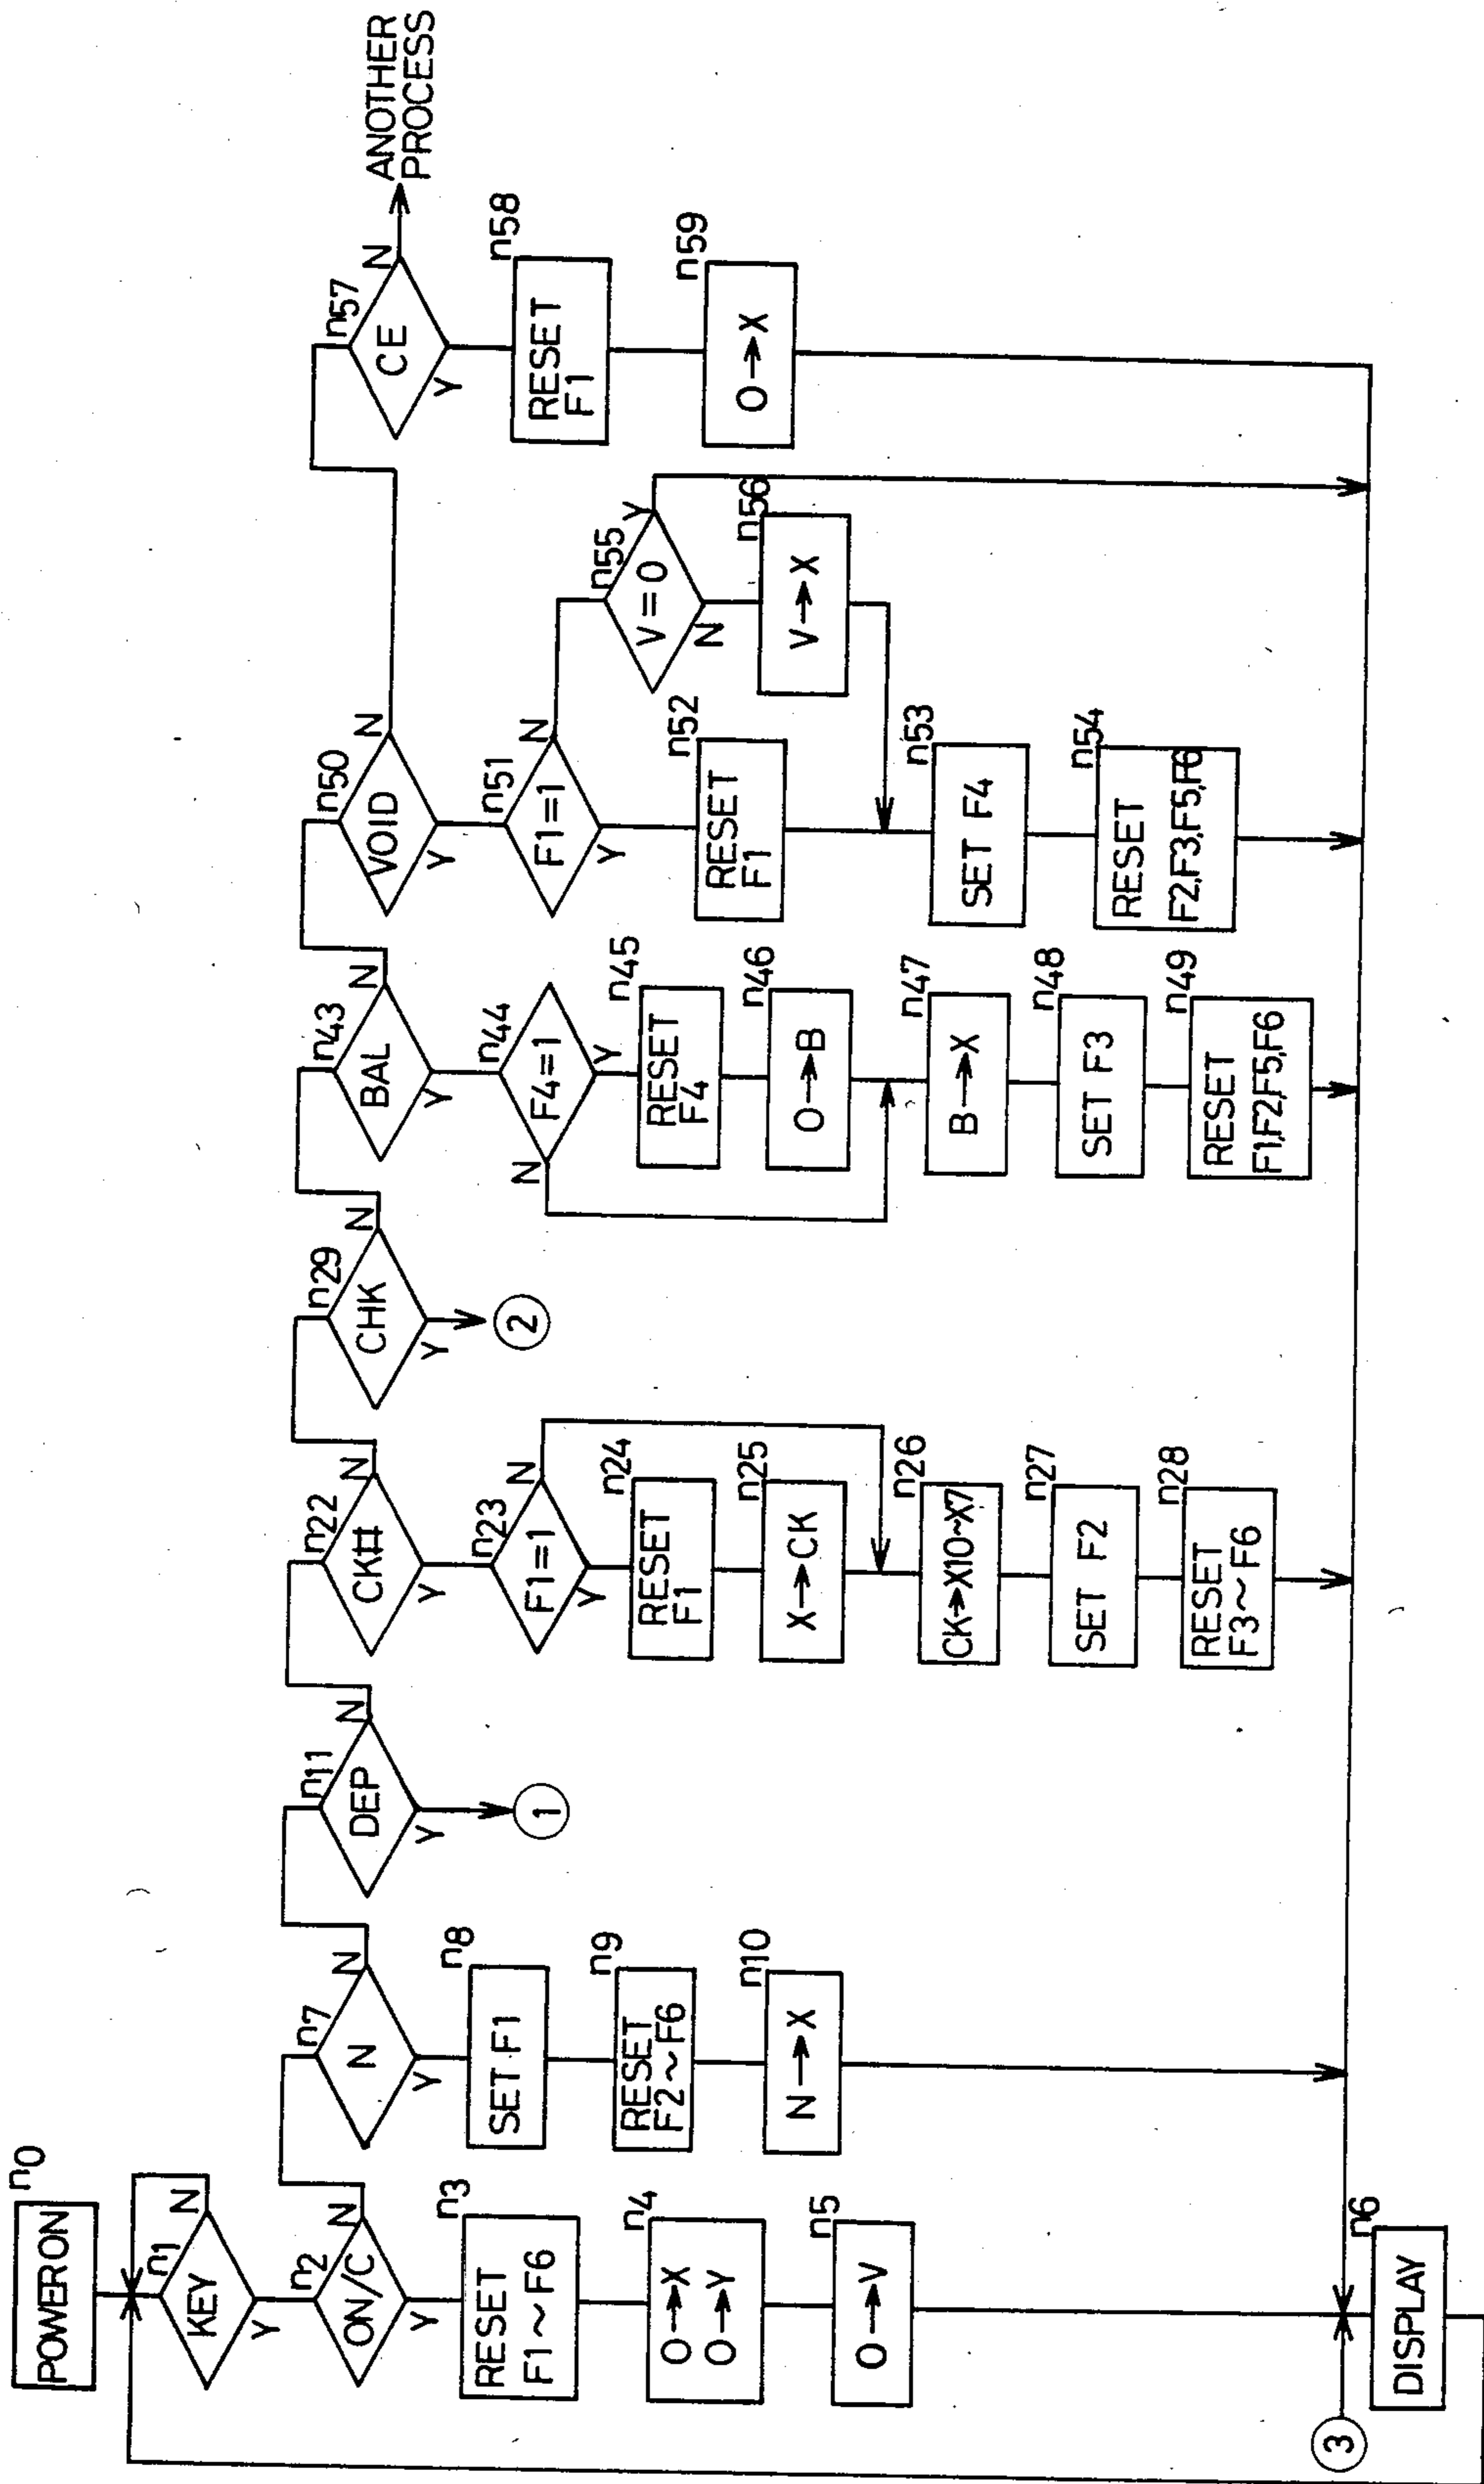 n0
POWER ON
n1
KEY
N
Y
n2
ON/C
N
Y
n3
RESET
F1~F6
n4
O→X
O→Y
n5
O→V
3
n6
DISPLAY
n7
N
N
Y
n8
SET F1
n9
RESET
F2~F6
n10
N→X
n11
DEP
N
Y
1
n22
CK#
N
Y
n23
F1=1
N
Y
n24
RESET
F1
n25
X→CK
n26
CK→X10~X7
n27
SET F2
n28
RESET
F3~F6
n29
CHK
N
Y
2
n43
BAL
N
Y
n44
F4=1
N
Y
n45
RESET
F4
n46
O→B
n47
B→X
n48
SET F3
n49
RESET
F1,F2,F5,F6
n50
VOID
N
Y
n51
F1=1
N
Y
n52
RESET
F1
n53
SET F4
n54
RESET
F2,F3,F5,F6
n55
V=0
Y
N
n56
V→X
n57
CE
N
Y
ANOTHER
PROCESS
n58
RESET
F1
n59
O→X